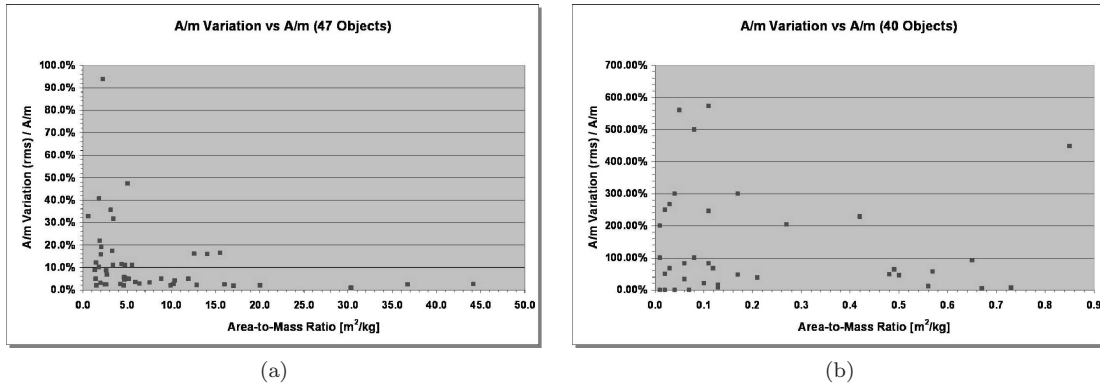 A/m Variation vs A/m (47 Objects)
A/m Variation (rms) / A/m
100.0%
90.0%
80.0%
70.0%
60.0%
50.0%
40.0%
30.0%
20.0%
10.0%
0.0%
0.0 5.0 10.0 15.0 20.0 25.0 30.0 35.0 40.0 45.0 50.0
Area-to-Mass Ratio [m²/kg]
(a)
A/m Variation vs A/m (40 Objects)
A/m Variation (rms) / A/m
700.00%
600.00%
500.00%
400.00%
300.00%
200.00%
100.00%
0.00%
0 0.1 0.2 0.3 0.4 0.5 0.6 0.7 0.8 0.9
Area-to-Mass Ratio [m²/kg]
(b)